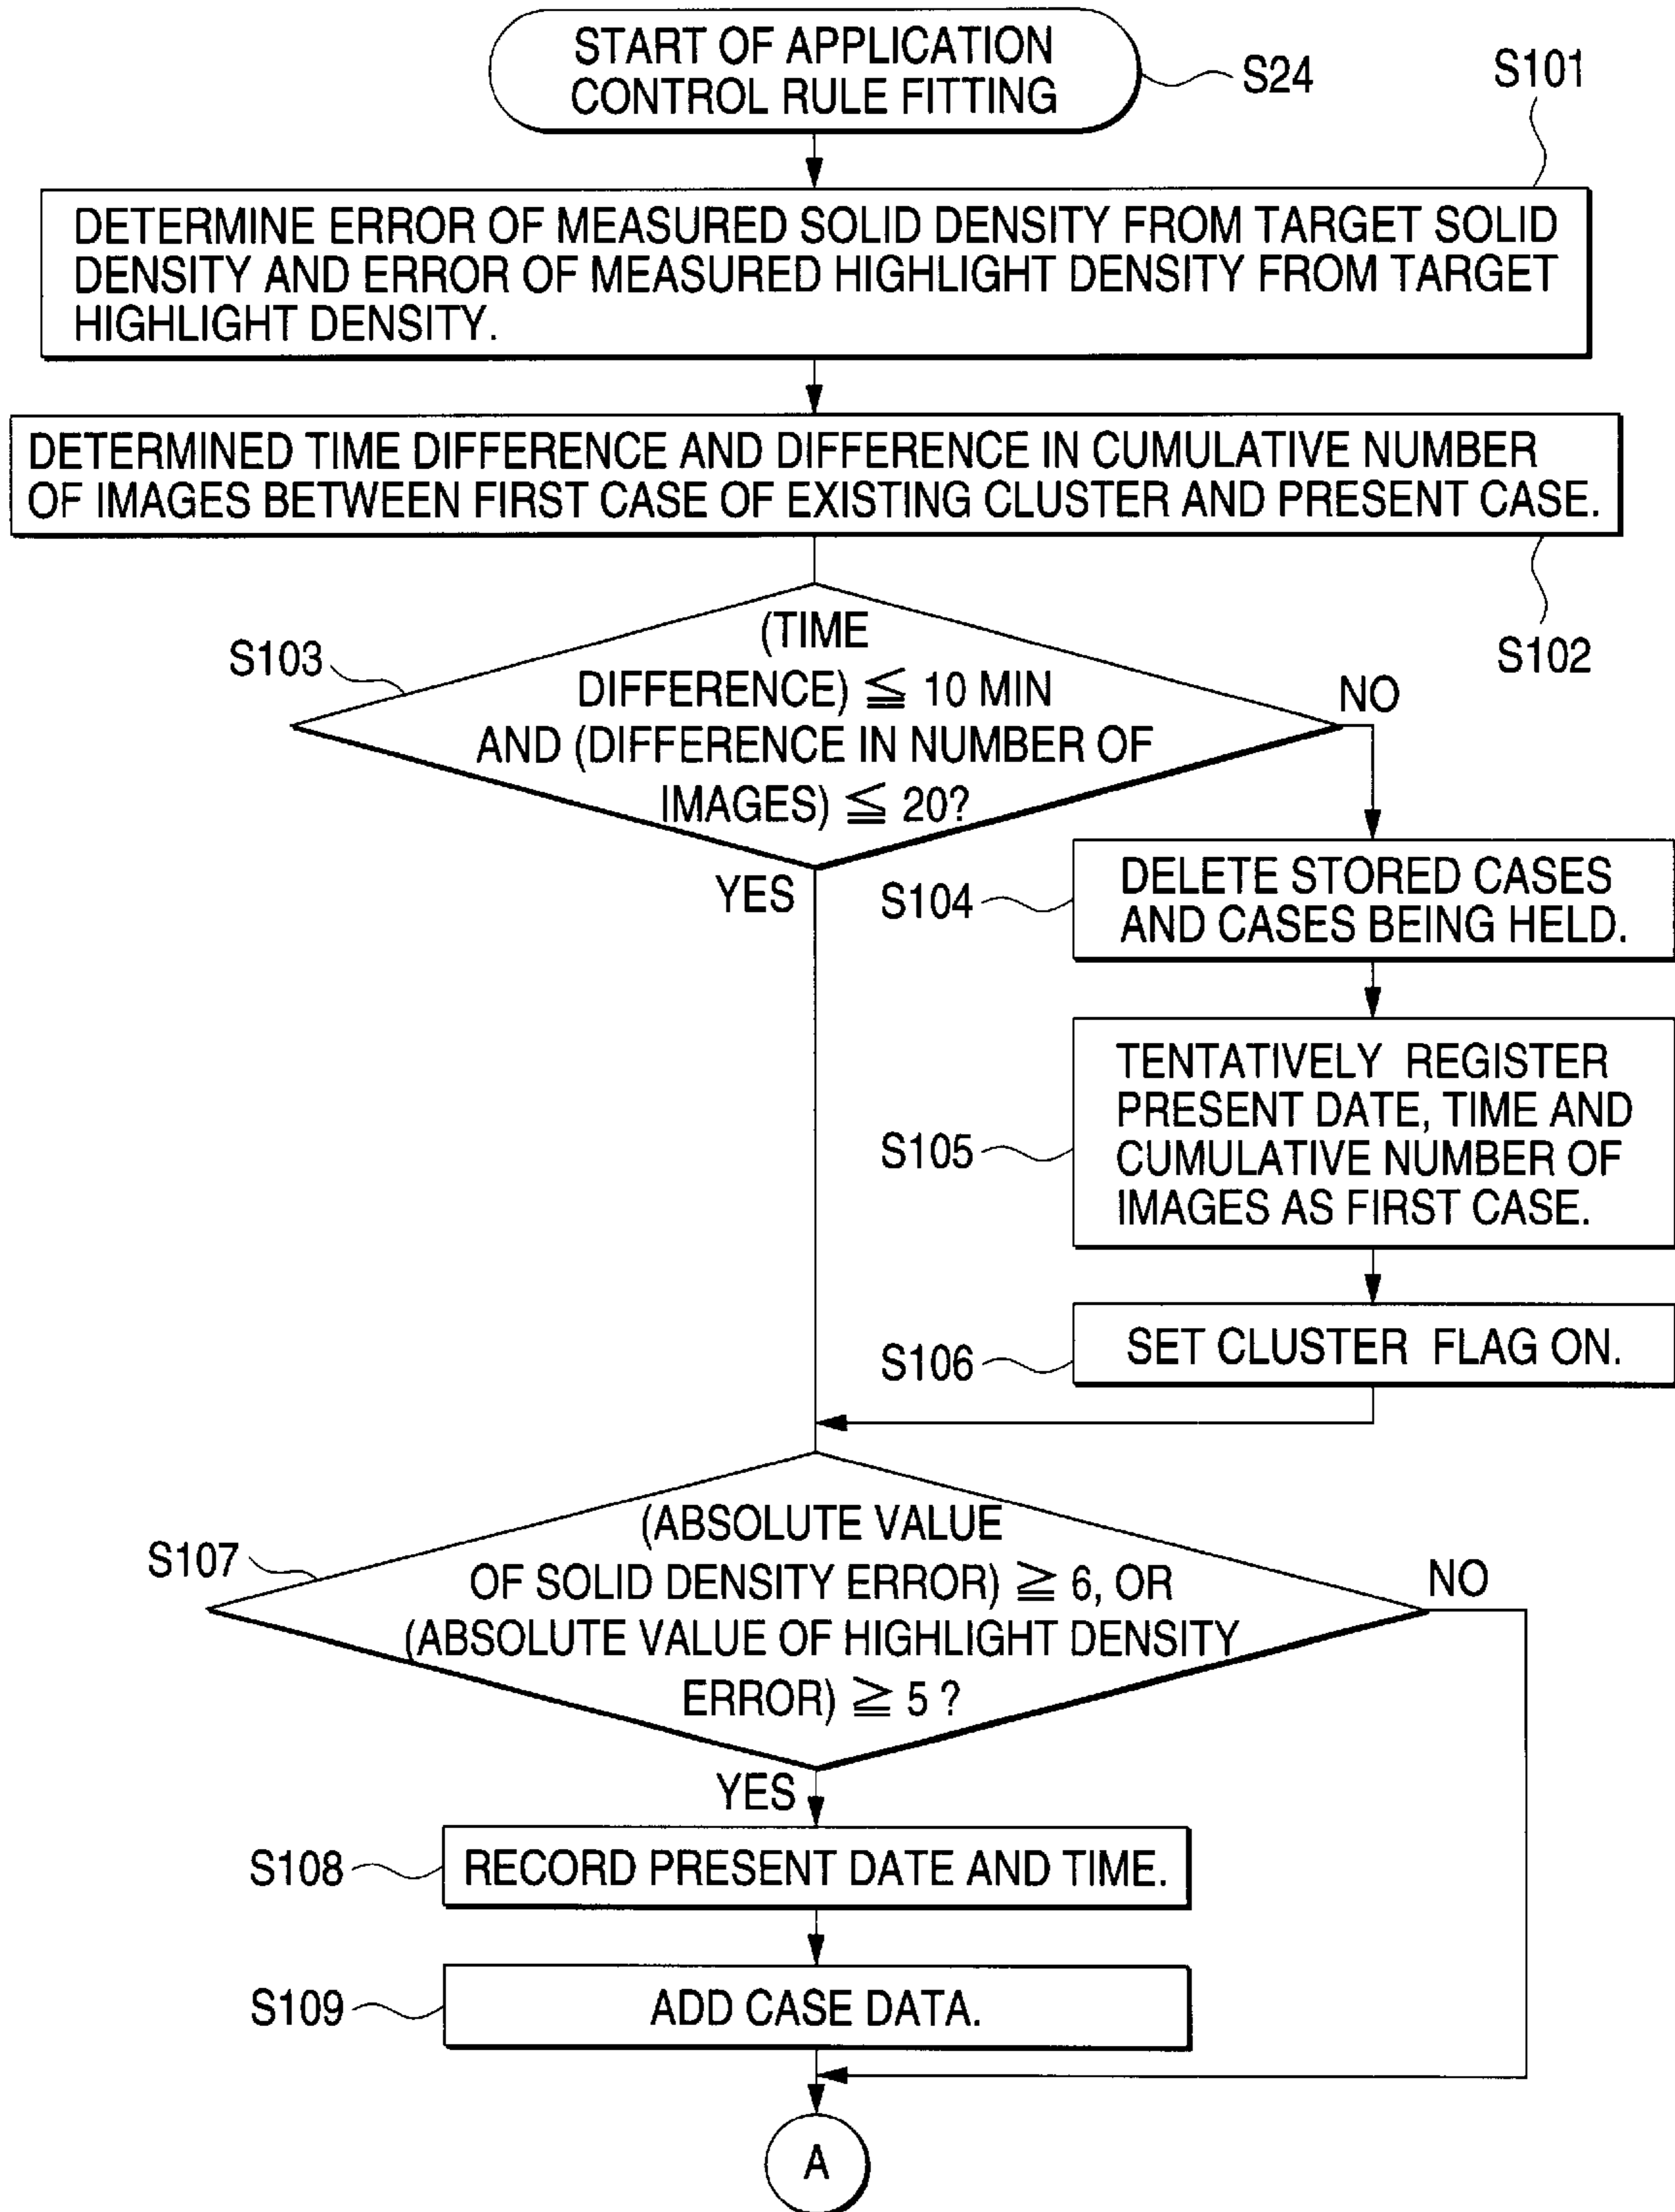 START OF APPLICATION
CONTROL RULE FITTING
S24
S101
DETERMINE ERROR OF MEASURED SOLID DENSITY FROM TARGET SOLID
DENSITY AND ERROR OF MEASURED HIGHLIGHT DENSITY FROM TARGET
HIGHLIGHT DENSITY.
DETERMINED TIME DIFFERENCE AND DIFFERENCE IN CUMULATIVE NUMBER
OF IMAGES BETWEEN FIRST CASE OF EXISTING CLUSTER AND PRESENT CASE.
S102
S103
(TIME
DIFFERENCE) ≦ 10 MIN
AND (DIFFERENCE IN NUMBER OF
IMAGES) ≦ 20?
NO
YES
S104
DELETE STORED CASES
AND CASES BEING HELD.
S105
TENTATIVELY REGISTER
PRESENT DATE, TIME AND
CUMULATIVE NUMBER OF
IMAGES AS FIRST CASE.
S106
SET CLUSTER FLAG ON.
S107
(ABSOLUTE VALUE
OF SOLID DENSITY ERROR) ≧ 6, OR
(ABSOLUTE VALUE OF HIGHLIGHT DENSITY
ERROR) ≧ 5 ?
NO
YES
S108
RECORD PRESENT DATE AND TIME.
S109
ADD CASE DATA.
A